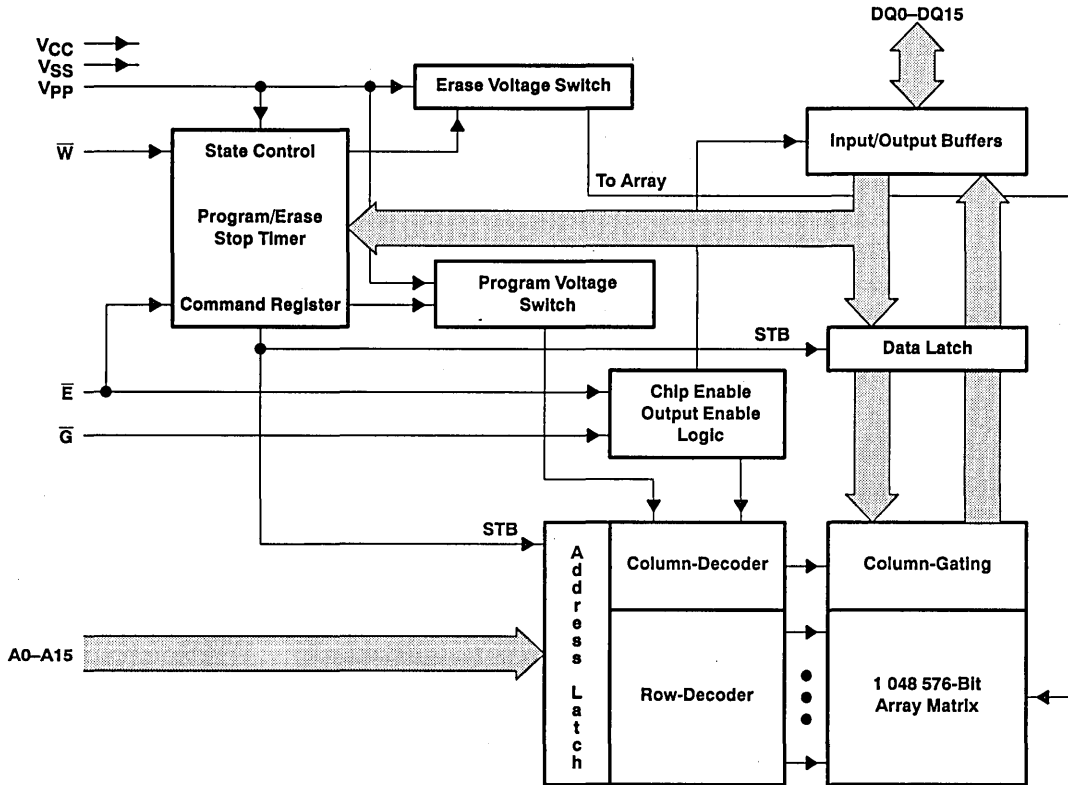 DQ0–DQ15
VCC
VSS
VPP
Erase Voltage Switch
W̅
State Control
Input/Output Buffers
To Array
Program/Erase
Stop Timer
Program Voltage
Switch
Command Register
STB
Data Latch
E̅
Chip Enable
Output Enable
Logic
G̅
STB
Address Latch
Column-Decoder
Column-Gating
A0–A15
Row-Decoder
1 048 576-Bit
Array Matrix